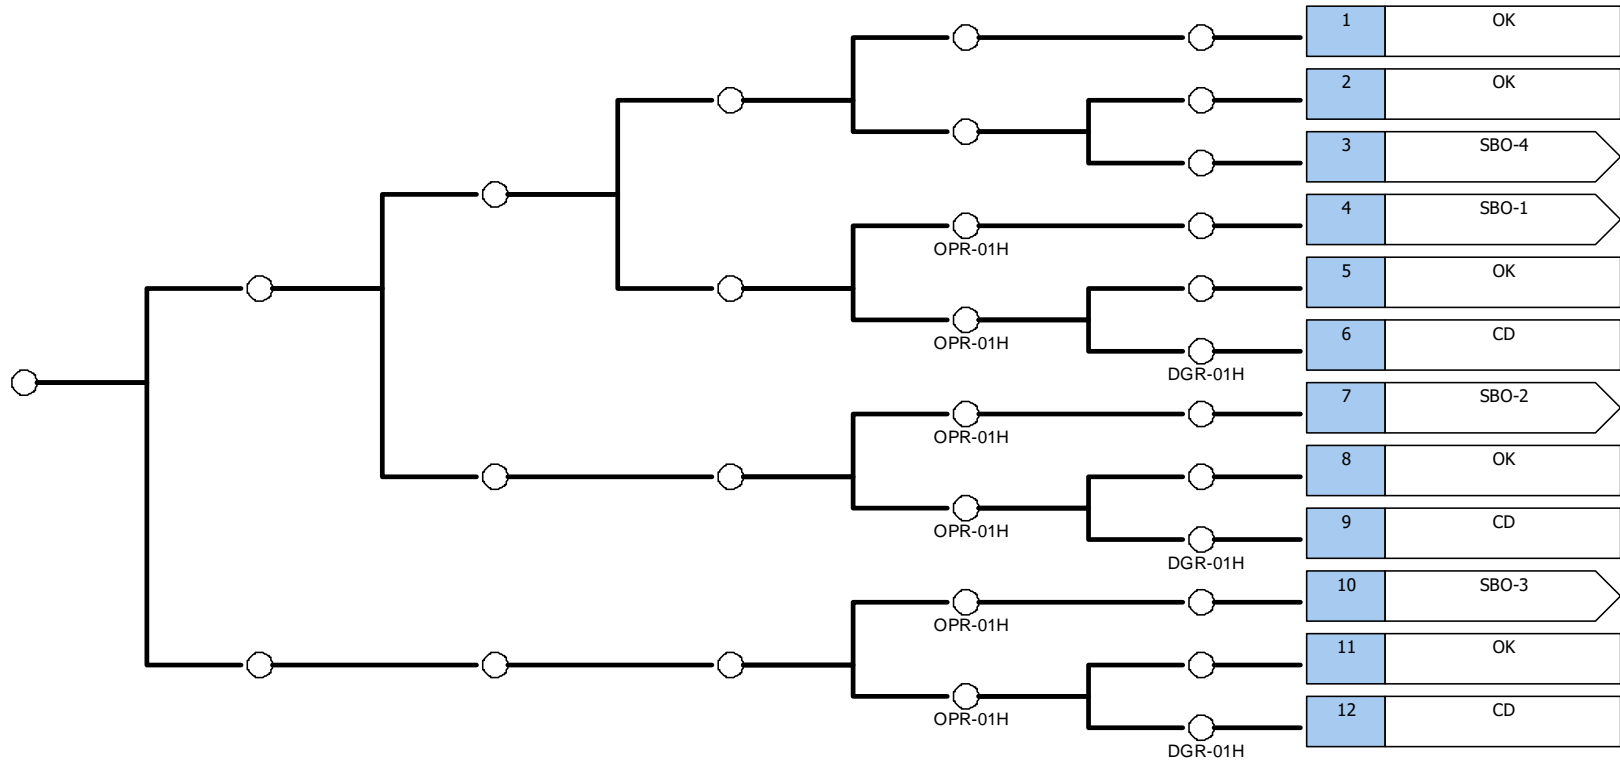 1 OK
2 OK
3 SBO-4
4 SBO-1
OPR-01H
5 OK
OPR-01H
6 CD
DGR-01H
7 SBO-2
OPR-01H
8 OK
OPR-01H
9 CD
DGR-01H
10 SBO-3
OPR-01H
11 OK
OPR-01H
12 CD
DGR-01H